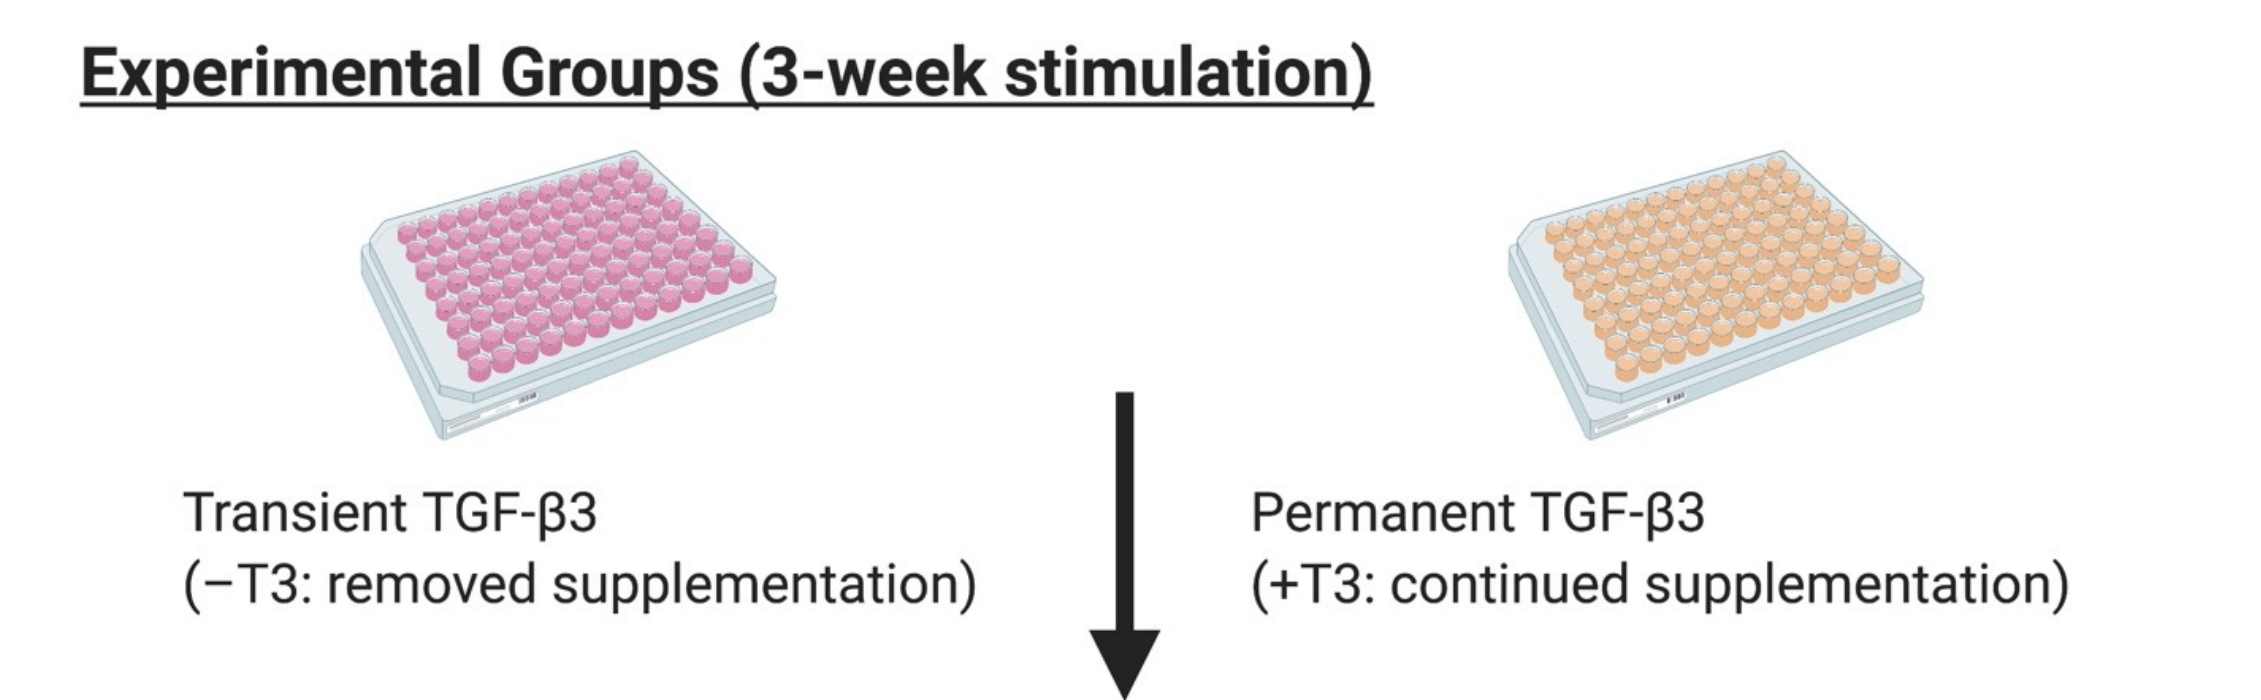 Experimental Groups (3-week stimulation)
Transient TGF-β3
(−T3: removed supplementation)
Permanent TGF-β3
(+T3: continued supplementation)